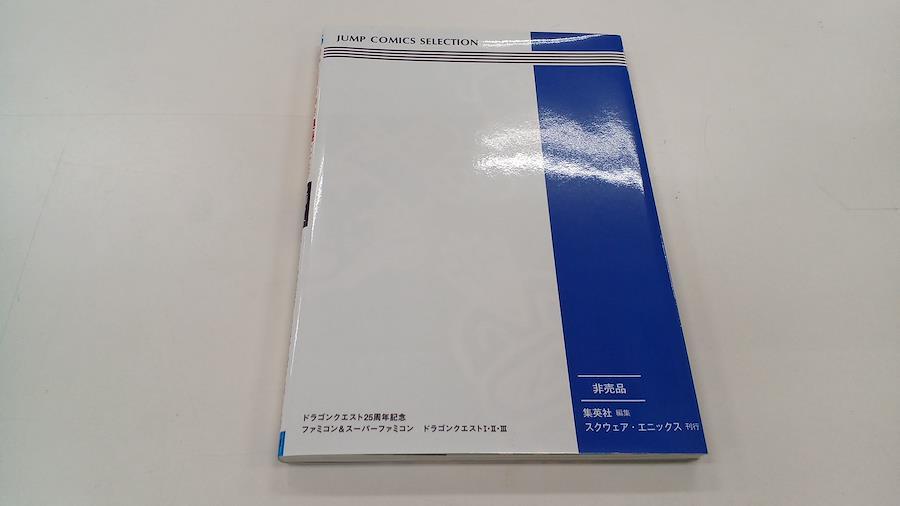 JUMP COMICS SELECTION
非売品
集英社 編集
スクウェア・エニックス 刊行
ドラゴンクエスト25周年記念
ファミコン&スーパーファミコン ドラゴンクエストI・II・III